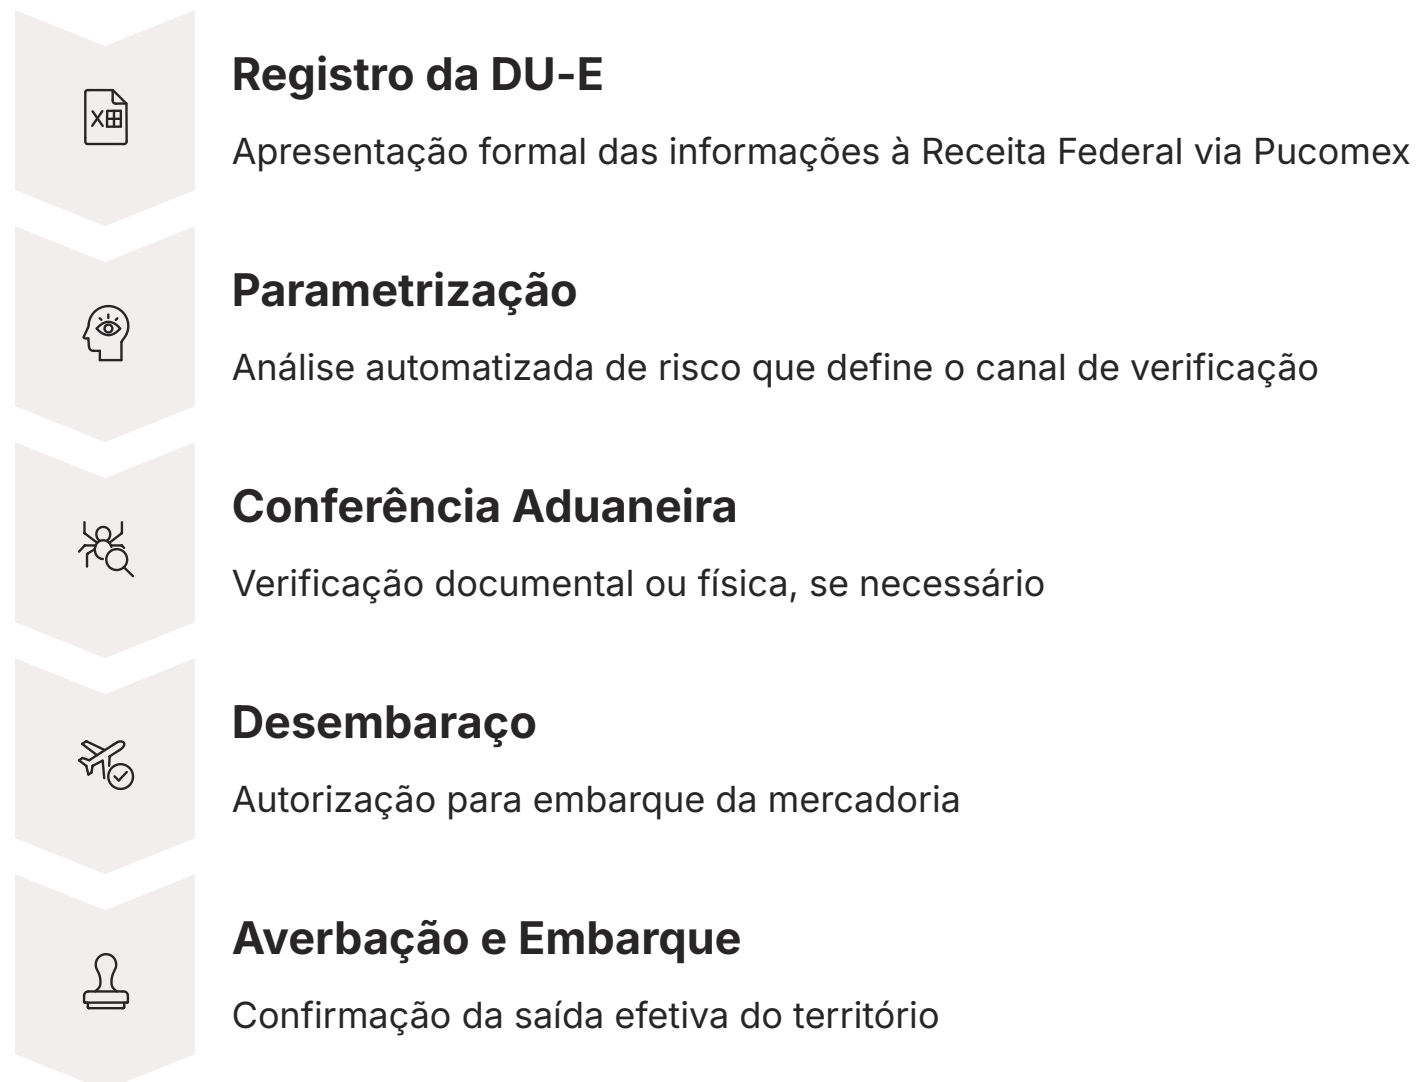 Registro da DU-E
Apresentação formal das informações à Receita Federal via Pucomex
Parametrização
Análise automatizada de risco que define o canal de verificação
Conferência Aduaneira
Verificação documental ou física, se necessário
Desembaraço
Autorização para embarque da mercadoria
Averbação e Embarque
Confirmação da saída efetiva do território